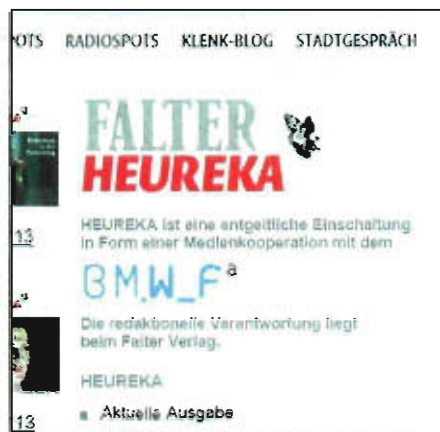 OTS RADIOSPOTS KLENK-BLOG STADTGESPRÄCH
FALTER
HEUREKA
HEUREKA ist eine entgeltliche Einschaltung
in Form einer Medienkooperation mit dem
BM.W_Fa
Die redaktionelle Verantwortung liegt
beim Falter Verlag.
13
HEUREKA
Aktuelle Ausgabe
13